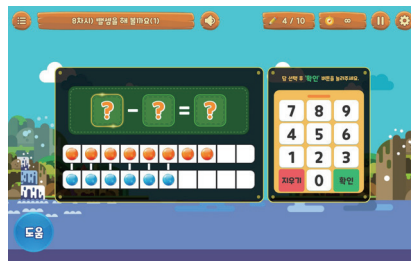 8차시) 뺄셈을 해 볼까요(1)
4 / 10
∞
답 선택 후 '확인' 버튼을 눌러주세요.
? - ? = ?
7 8 9
4 5 6
1 2 3
지우기 0 확인
도움